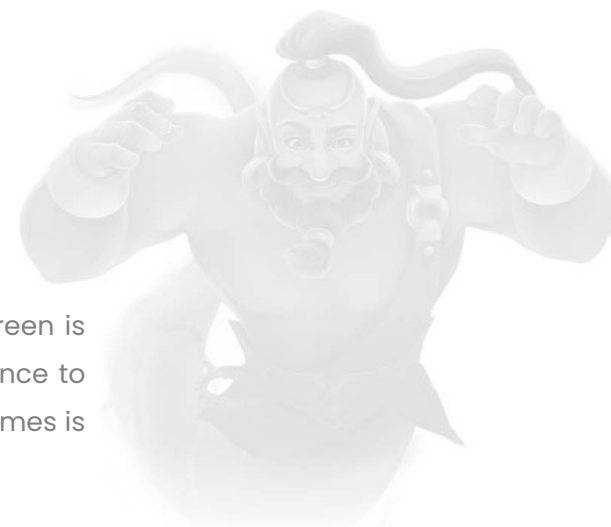 reen is
nce to
mes is